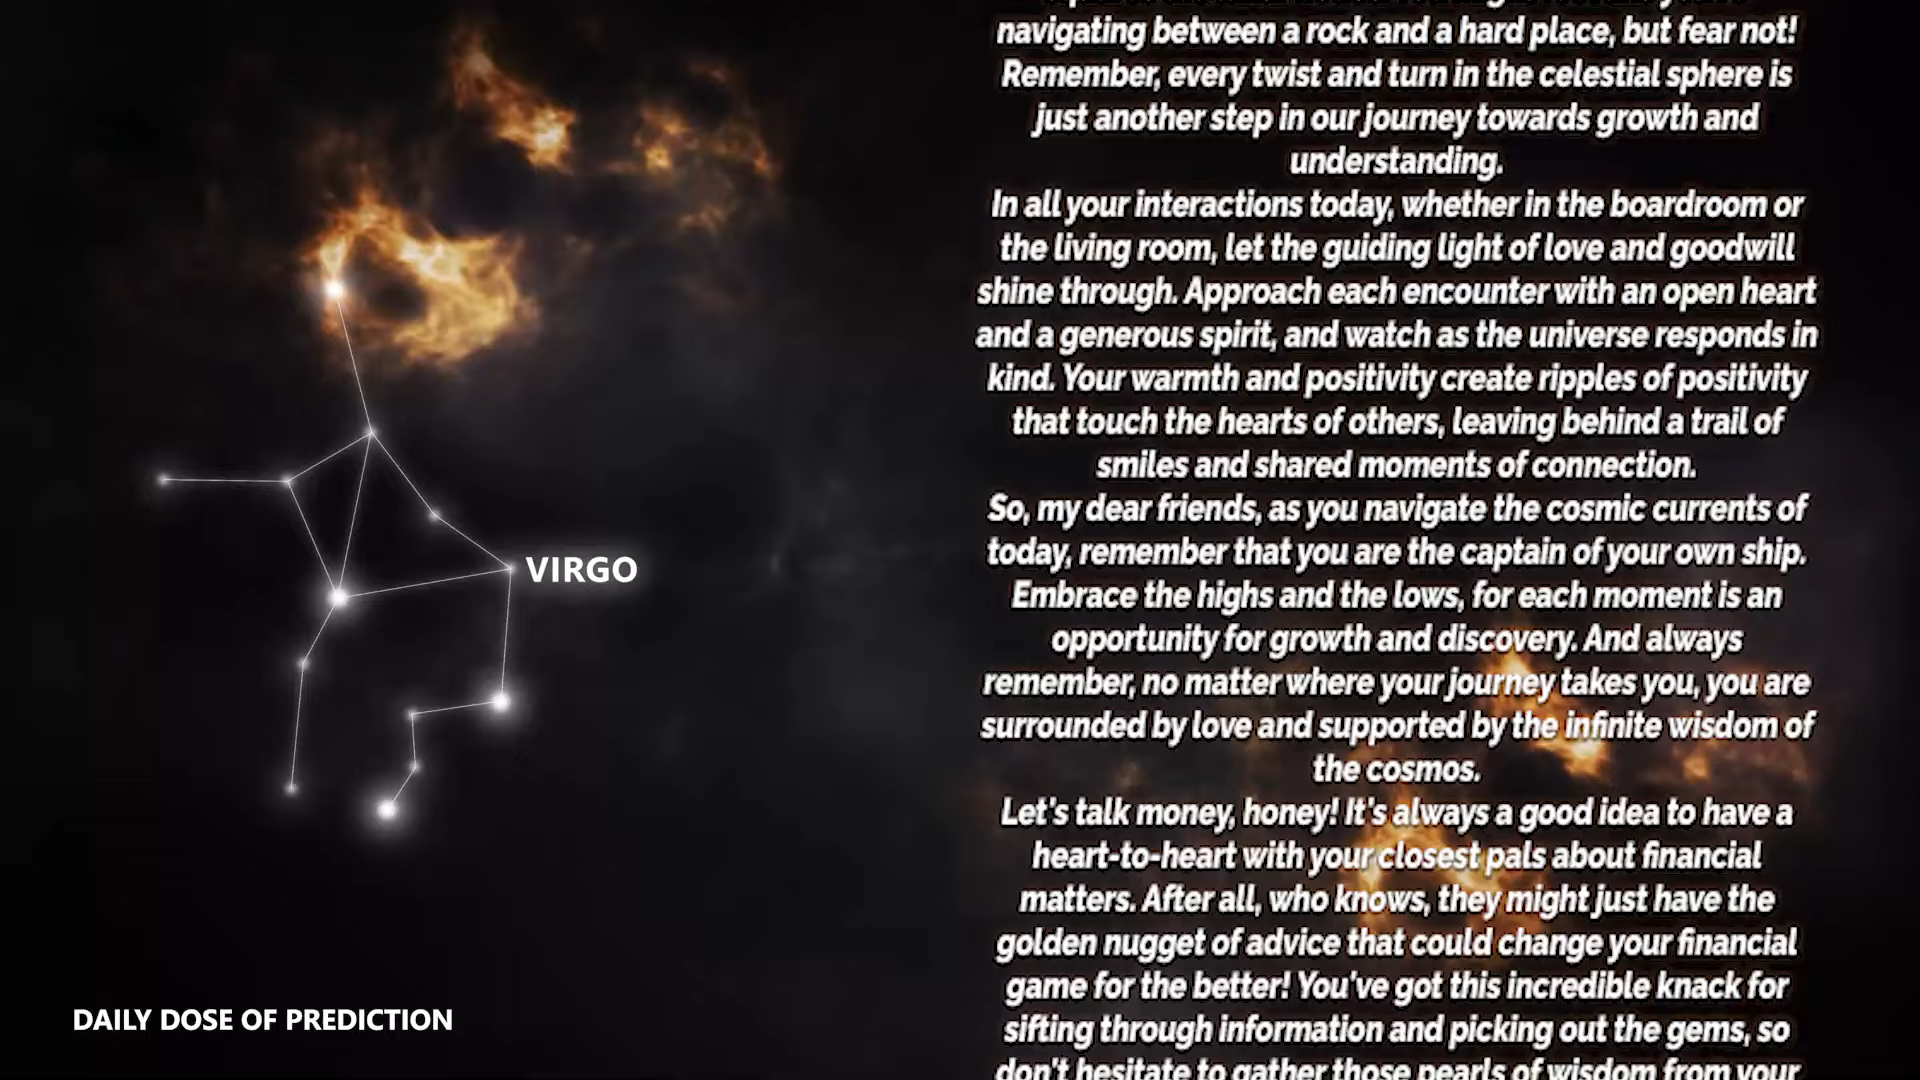 navigating between a rock and a hard place, but fear not!
Remember, every twist and turn in the celestial sphere is
just another step in our journey towards growth and
understanding.
In all your interactions today, whether in the boardroom or
the living room, let the guiding light of love and goodwill
shine through. Approach each encounter with an open heart
and a generous spirit, and watch as the universe responds in
kind. Your warmth and positivity create ripples of positivity
that touch the hearts of others, leaving behind a trail of
smiles and shared moments of connection.
So, my dear friends, as you navigate the cosmic currents of
today, remember that you are the captain of your own ship.
Embrace the highs and the lows, for each moment is an
opportunity for growth and discovery. And always
remember, no matter where your journey takes you, you are
surrounded by love and supported by the infinite wisdom of
the cosmos.
Let's talk money, honey! It's always a good idea to have a
heart-to-heart with your closest pals about financial
matters. After all, who knows, they might just have the
golden nugget of advice that could change your financial
game for the better! You've got this incredible knack for
sifting through information and picking out the gems, so
don't hesitate to gather those pearls of wisdom from your
VIRGO
DAILY DOSE OF PREDICTION